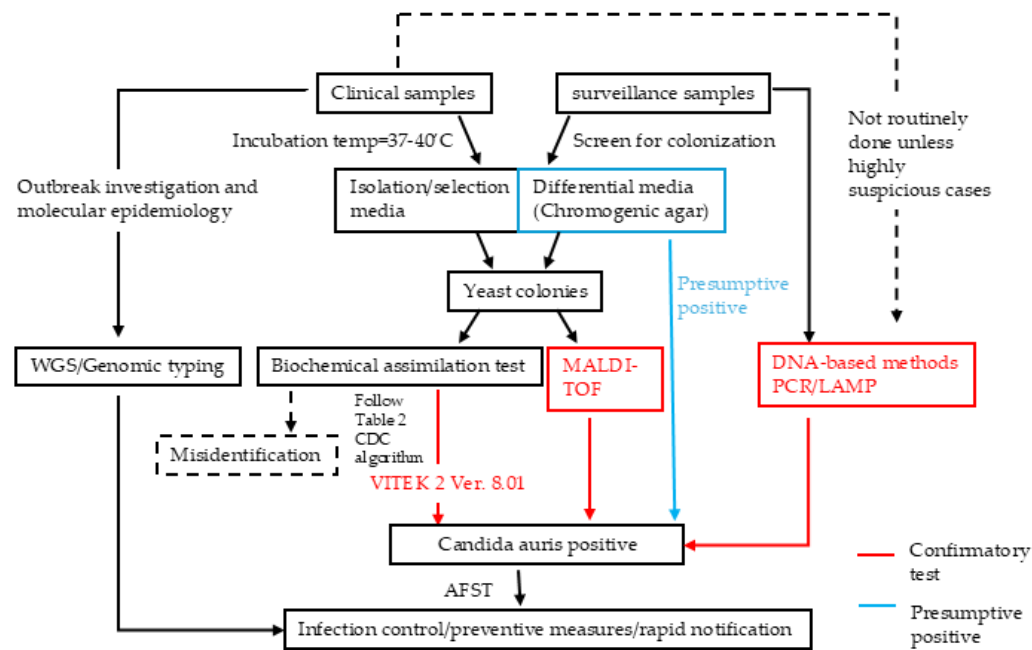 Clinical samples
surveillance samples
Incubation temp=37-40°C
Screen for colonization
Not routinely
done unless
highly
suspicious cases
Outbreak investigation and
molecular epidemiology
Isolation/selection
media
Differential media
(Chromogenic agar)
Presumptive
positive
Yeast colonies
WGS/Genomic typing
Biochemical assimilation test
MALDI-
TOF
DNA-based methods
PCR/LAMP
Follow
Table 2
CDC
algorithm
Misidentification
VITEK 2 Ver. 8.01
Candida auris positive
Confirmatory
test
AFST
Presumptive
positive
Infection control/preventive measures/rapid notification